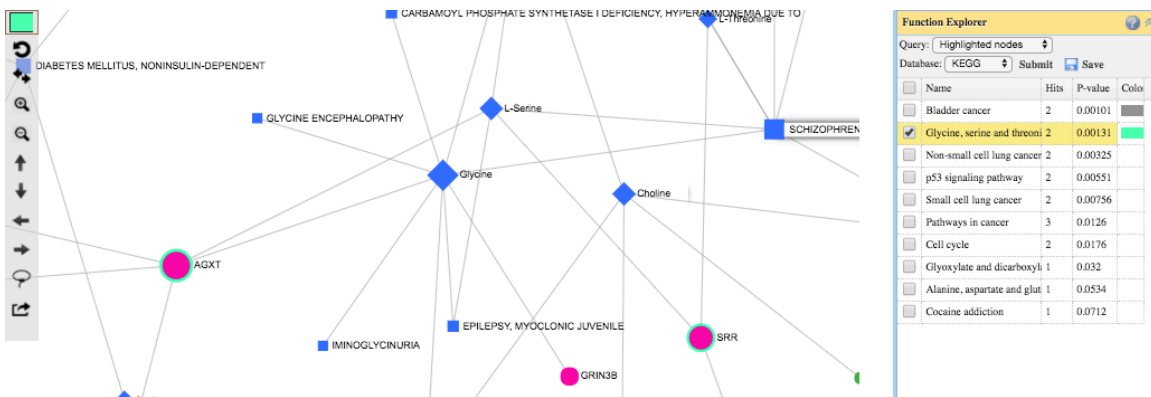 CARBAMOYL PHOSPHATE SYNTHETASE I DEFICIENCY, HYPERAMMONEMIA DUE TO
L-Threonine
DIABETES MELLITUS, NONINSULIN-DEPENDENT
L-Serine
GLYCINE ENCEPHALOPATHY
SCHIZOPHREN
Glycine
Choline
AGXT
EPILEPSY, MYOCLONIC JUVENILE
IMINOGLYCINURIA
SRR
GRIN3B
Function Explorer
Query: Highlighted nodes
Database: KEGG Submit Save
Name Hits P-value Colo
Bladder cancer 2 0.00101
Glycine, serine and threoni 2 0.00131
Non-small cell lung cancer 2 0.00325
p53 signaling pathway 2 0.00551
Small cell lung cancer 2 0.00756
Pathways in cancer 3 0.0126
Cell cycle 2 0.0176
Glyoxylate and dicarboxyl 1 0.032
Alanine, aspartate and glut 1 0.0534
Cocaine addiction 1 0.0712